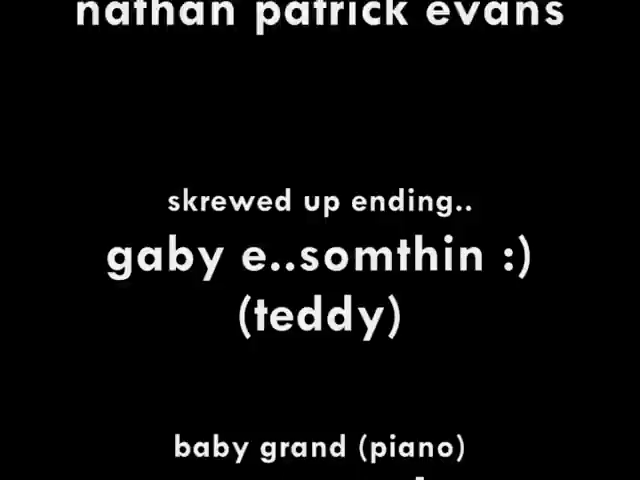 nathan patrick evans
skrewed up ending..
gaby e..somthin :)
(teddy)
baby grand (piano)